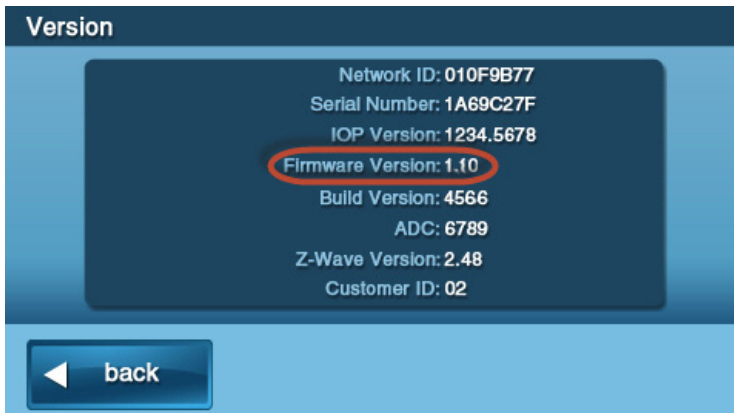 Version
Network ID: 010F9B77
Serial Number: 1A69C27F
IOP Version: 1234.5678
Firmware Version: 1.10
Build Version: 4566
ADC: 6789
Z-Wave Version: 2.48
Customer ID: 02
back